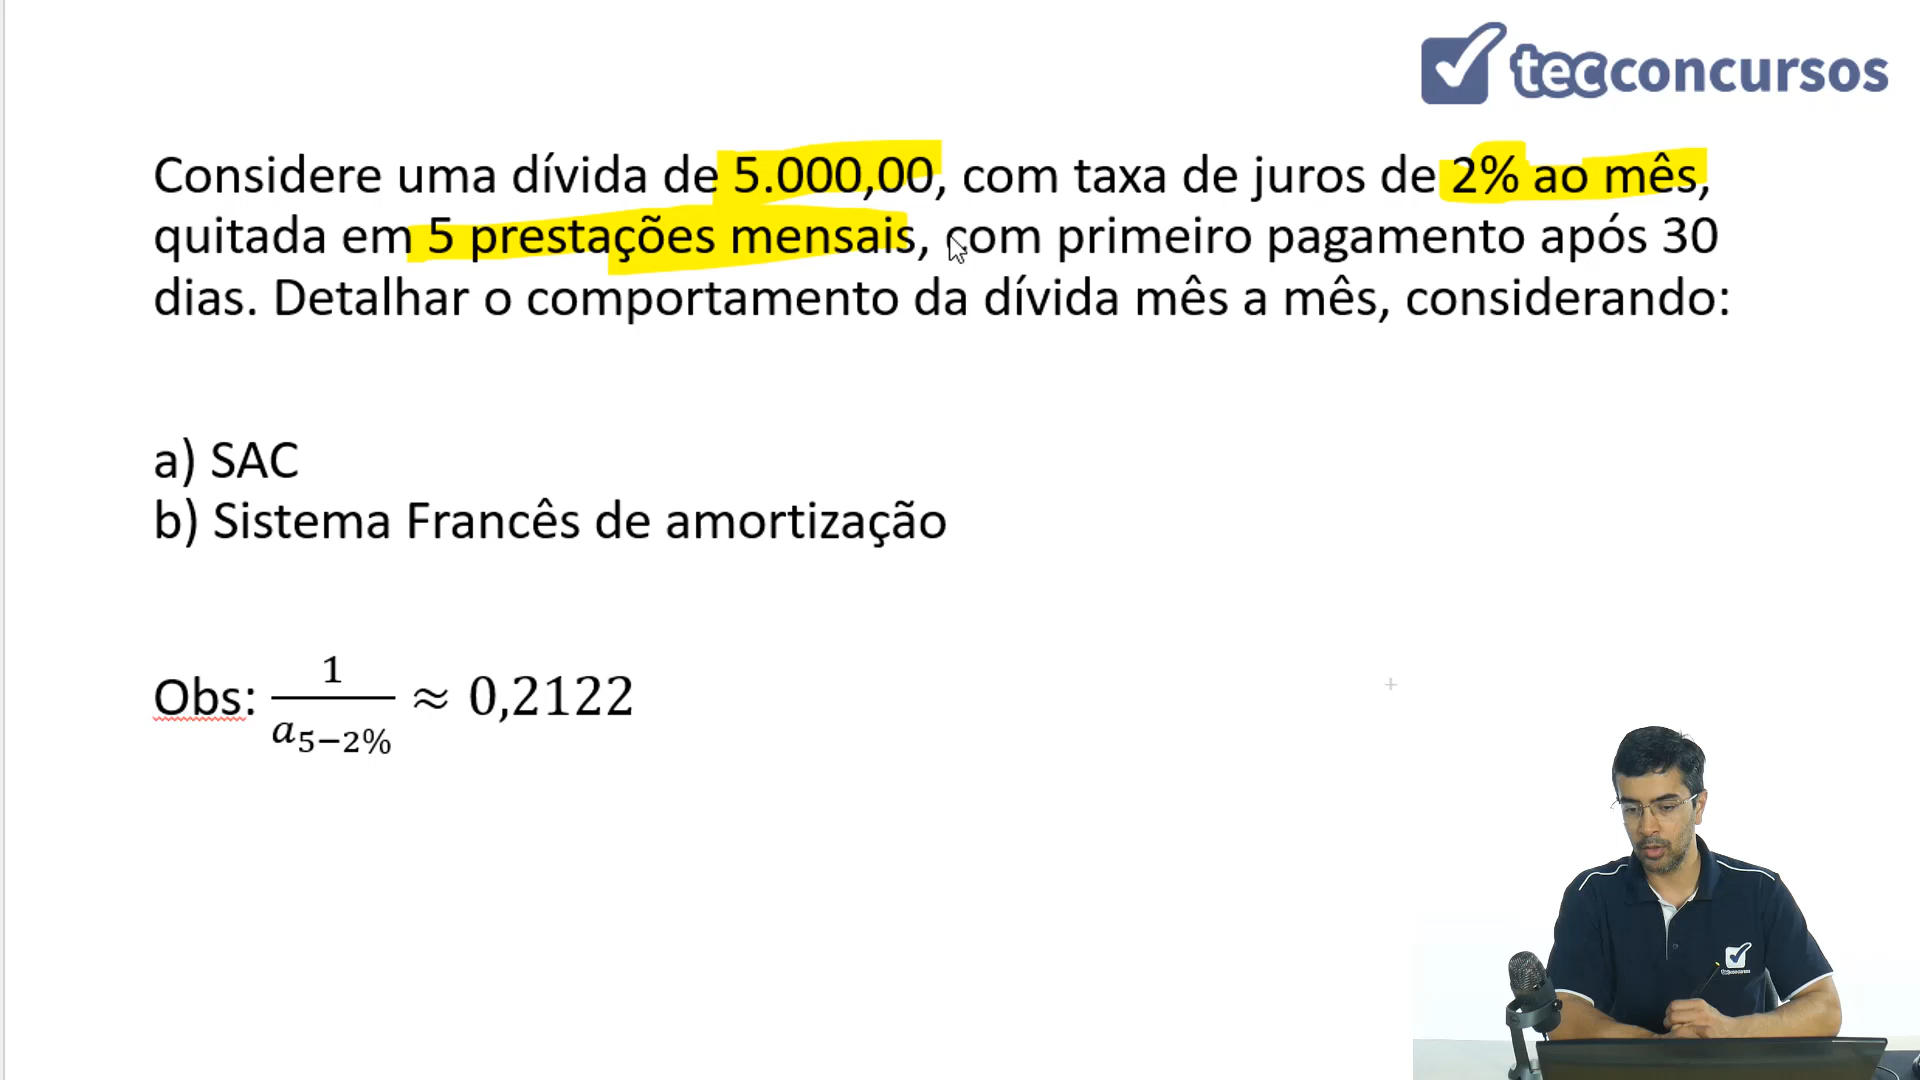 tecconcursos
Considere uma dívida de 5.000,00, com taxa de juros de 2% ao mês,
quitada em 5 prestações mensais, com primeiro pagamento após 30
dias. Detalhar o comportamento da dívida mês a mês, considerando:
a) SAC
b) Sistema Francês de amortização
Obs: 1/a₅₋₂% ≈ 0,2122